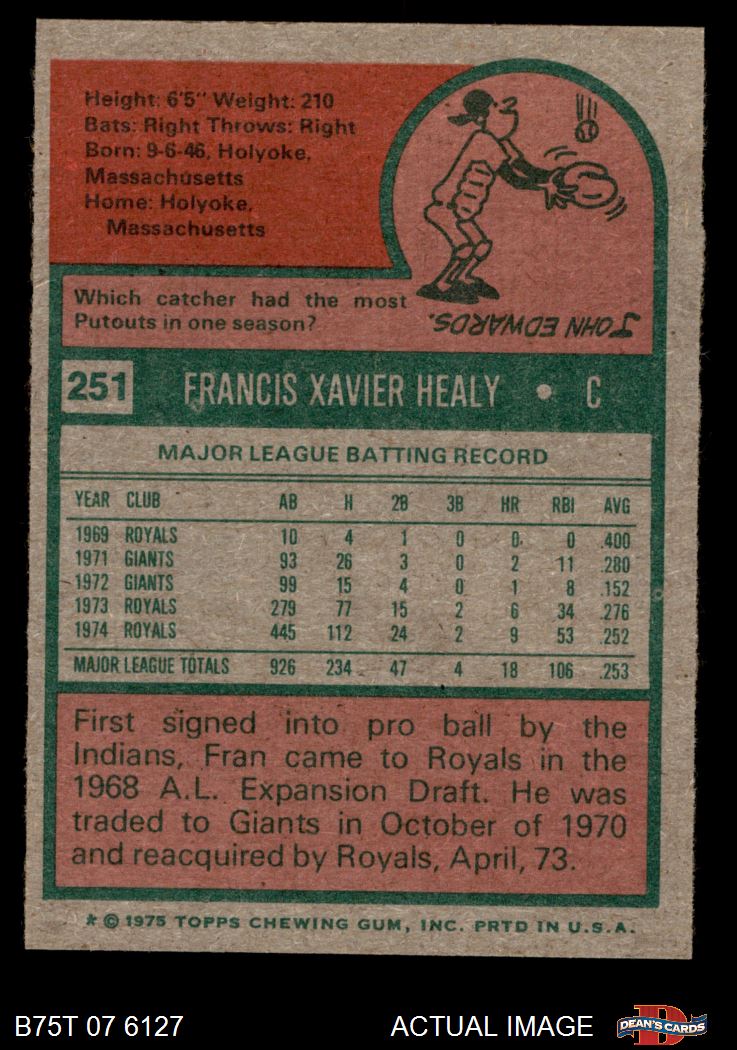 Height: 6'5" Weight: 210
Bats: Right Throws: Right
Born: 9-6-46, Holyoke,
Massachusetts
Home: Holyoke,
Massachusetts
Which catcher had the most
Putouts in one season?
JOHN EDWARDS.
251 FRANCIS XAVIER HEALY • C
MAJOR LEAGUE BATTING RECORD
YEAR CLUB AB H 2B 3B HR RBI AVG
1969 ROYALS 10 4 1 0 0 0 .400
1971 GIANTS 93 26 3 0 2 11 .280
1972 GIANTS 99 15 4 0 1 8 .152
1973 ROYALS 279 77 15 2 6 34 .276
1974 ROYALS 445 112 24 2 9 53 .252
MAJOR LEAGUE TOTALS 926 234 47 4 18 106 .253
First signed into pro ball by the
Indians, Fran came to Royals in the
1968 A.L. Expansion Draft. He was
traded to Giants in October of 1970
and reacquired by Royals, April, 73.
* © 1975 TOPPS CHEWING GUM, INC. PRTD IN U.S.A.
B75T 07 6127 ACTUAL IMAGE D DEAN'S CARDS